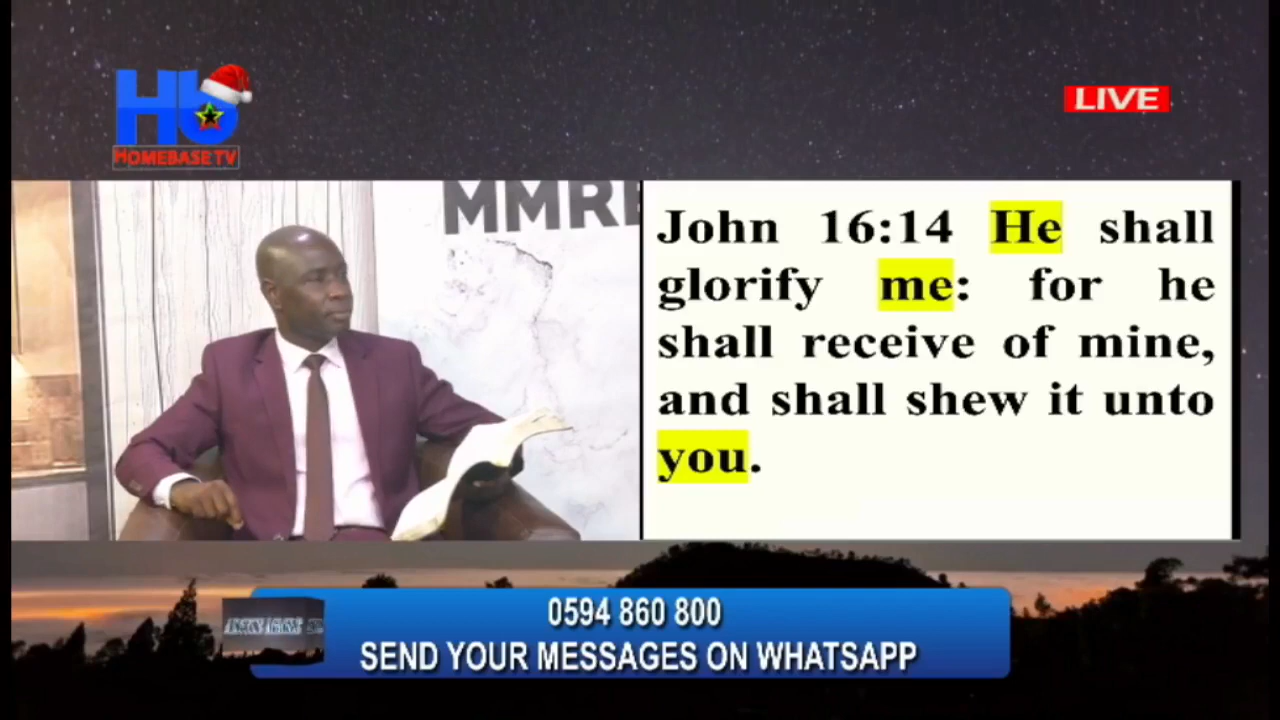 Hb
HOMEBASE TV
LIVE
MMRE
John 16:14 He shall
glorify me: for he
shall receive of mine,
and shall shew it unto
you.
0594 860 800
SEND YOUR MESSAGES ON WHATSAPP